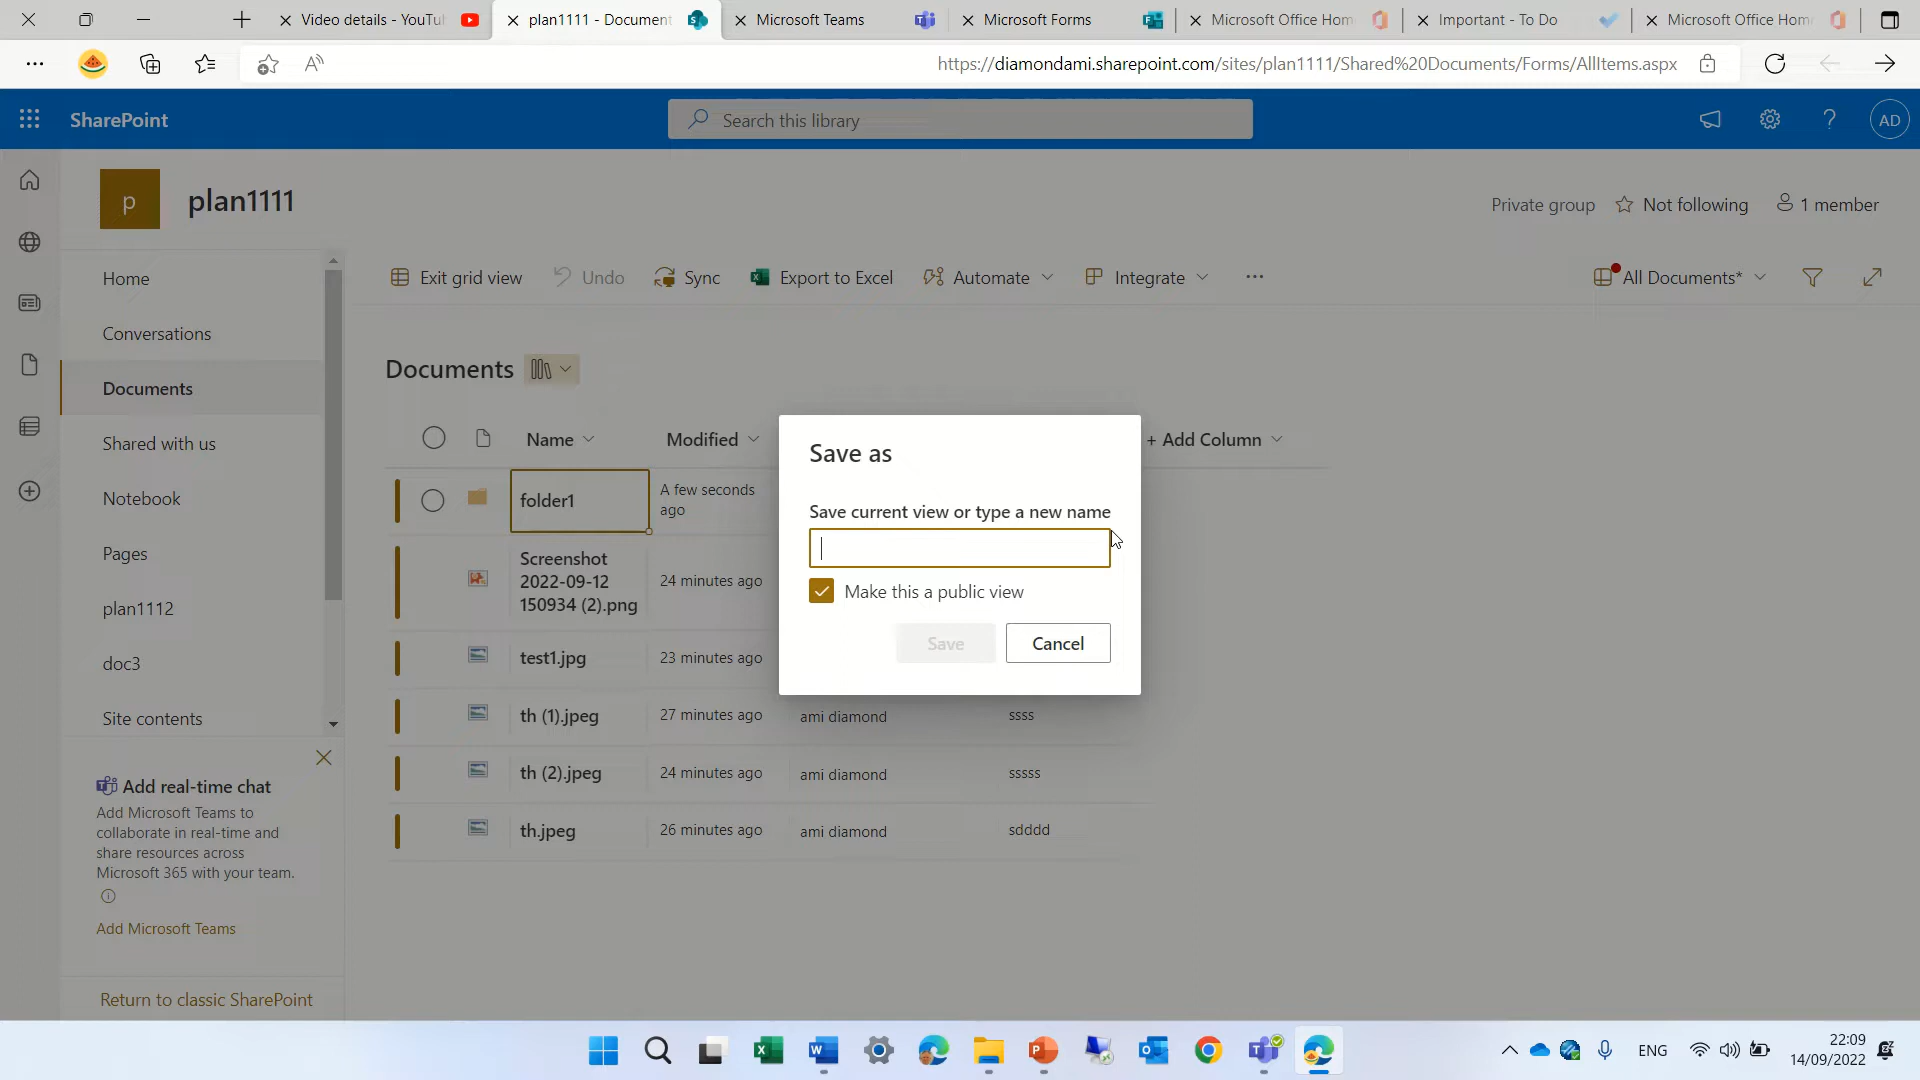 Video details - YouTu
plan1111 - Document
Microsoft Teams
Microsoft Forms
Microsoft Office Hom
Important - To Do
Microsoft Office Hom
https://diamondami.sharepoint.com/sites/plan1111/Shared%20Documents/Forms/AllItems.aspx
SharePoint
Search this library
AD
p
plan1111
Private group
Not following
1 member
Home
Conversations
Documents
Shared with us
Notebook
Pages
plan1112
doc3
Site contents
Exit grid view
Undo
Sync
Export to Excel
Automate
Integrate
All Documents*
Documents
Name
Modified
+ Add Column
folder1
A few seconds
ago
Screenshot
2022-09-12
150934 (2).png
24 minutes ago
test1.jpg
23 minutes ago
th (1).jpeg
27 minutes ago
ami diamond
ssss
th (2).jpeg
24 minutes ago
ami diamond
sssss
th.jpeg
26 minutes ago
ami diamond
sdddd
Save as
Save current view or type a new name
Make this a public view
Save
Cancel
Add real-time chat
Add Microsoft Teams to
collaborate in real-time and
share resources across
Microsoft 365 with your team.
Add Microsoft Teams
Return to classic SharePoint
ENG
22:09
14/09/2022